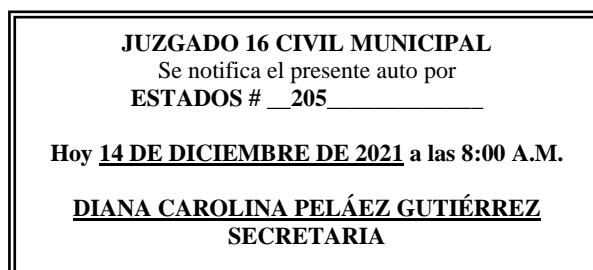 JUZGADO 16 CIVIL MUNICIPAL
Se notifica el presente auto por
ESTADOS # __205_____________
Hoy 14 DE DICIEMBRE DE 2021 a las 8:00 A.M.
DIANA CAROLINA PELÁEZ GUTIÉRREZ
SECRETARIA